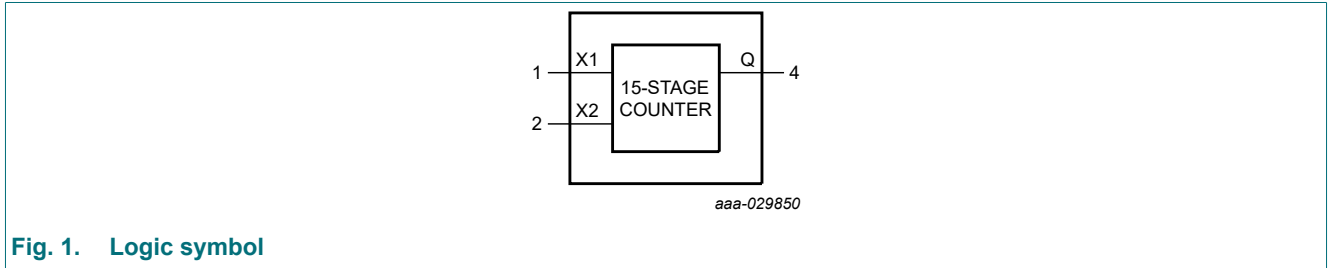 X1
Q
1
4
15-STAGE
COUNTER
X2
2
aaa-029850
Fig. 1. Logic symbol